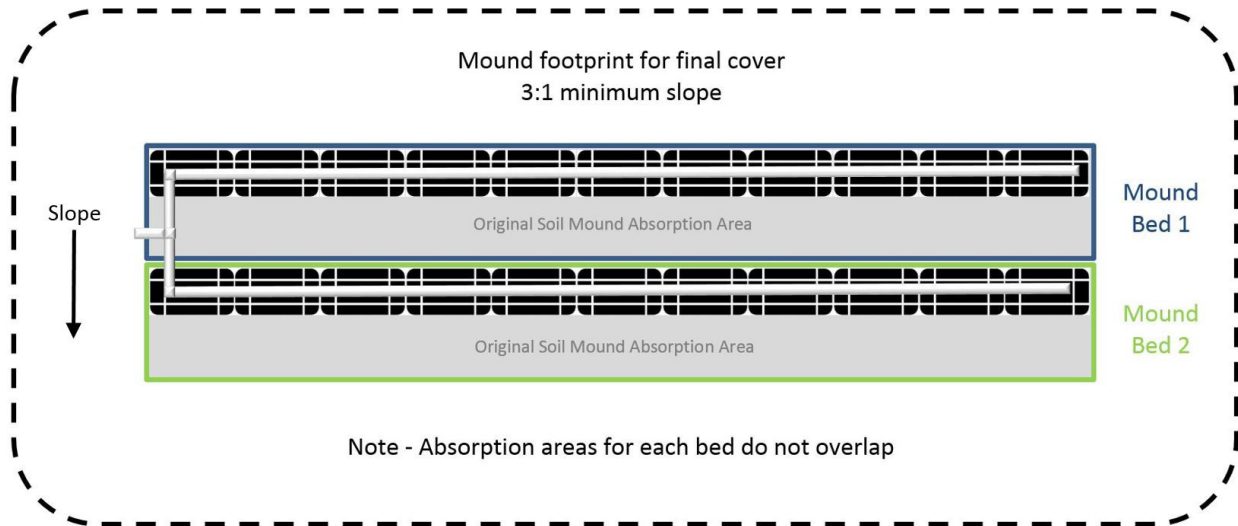 Mound footprint for final cover
3:1 minimum slope
Slope
Original Soil Mound Absorption Area
Mound
Bed 1
Original Soil Mound Absorption Area
Mound
Bed 2
Note - Absorption areas for each bed do not overlap